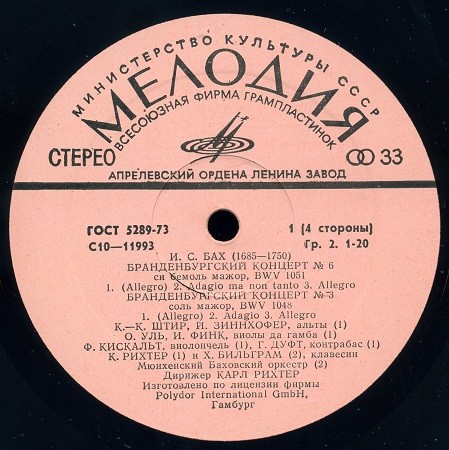 МИНИСТЕРСТВО КУЛЬТУРЫ СССР
МЕЛОДИЯ
ВСЕСОЮЗНАЯ ФИРМА ГРАМПЛАСТИНОК
СТЕРЕО
33
АПРЕЛЕВСКИЙ ОРДЕНА ЛЕНИНА ЗАВОД
ГОСТ 5289-73 1 (4 стороны)
С10—11993 Гр. 2. 1-20
И. С. БАХ (1685—1750)
БРАНДЕНБУРГСКИЙ КОНЦЕРТ № 6
си бемоль мажор, BWV 1051
1. (Allegro) 2. Adagio ma non tanto 3. Allegro
БРАНДЕНБУРГСКИЙ КОНЦЕРТ № 3
соль мажор, BWV 1048
1. (Allegro) 2. Adagio 3. Allegro
К.—К. ШТИР, И. ЗИННХОФЕР, альты (1)
О. УЛЬ, И. ФИНК, виолы да гамба (1)
Ф. КИСКАЛЬТ, виолончель (1), Г. ДУФТ, контрабас (1)
К. РИХТЕР (1) и Х. БИЛЬГРАМ (2), клавесин
Мюнхенский Баховский оркестр (2)
Дирижер КАРЛ РИХТЕР
Изготовлено по лицензии фирмы
Polydor International GmbH,
Гамбург